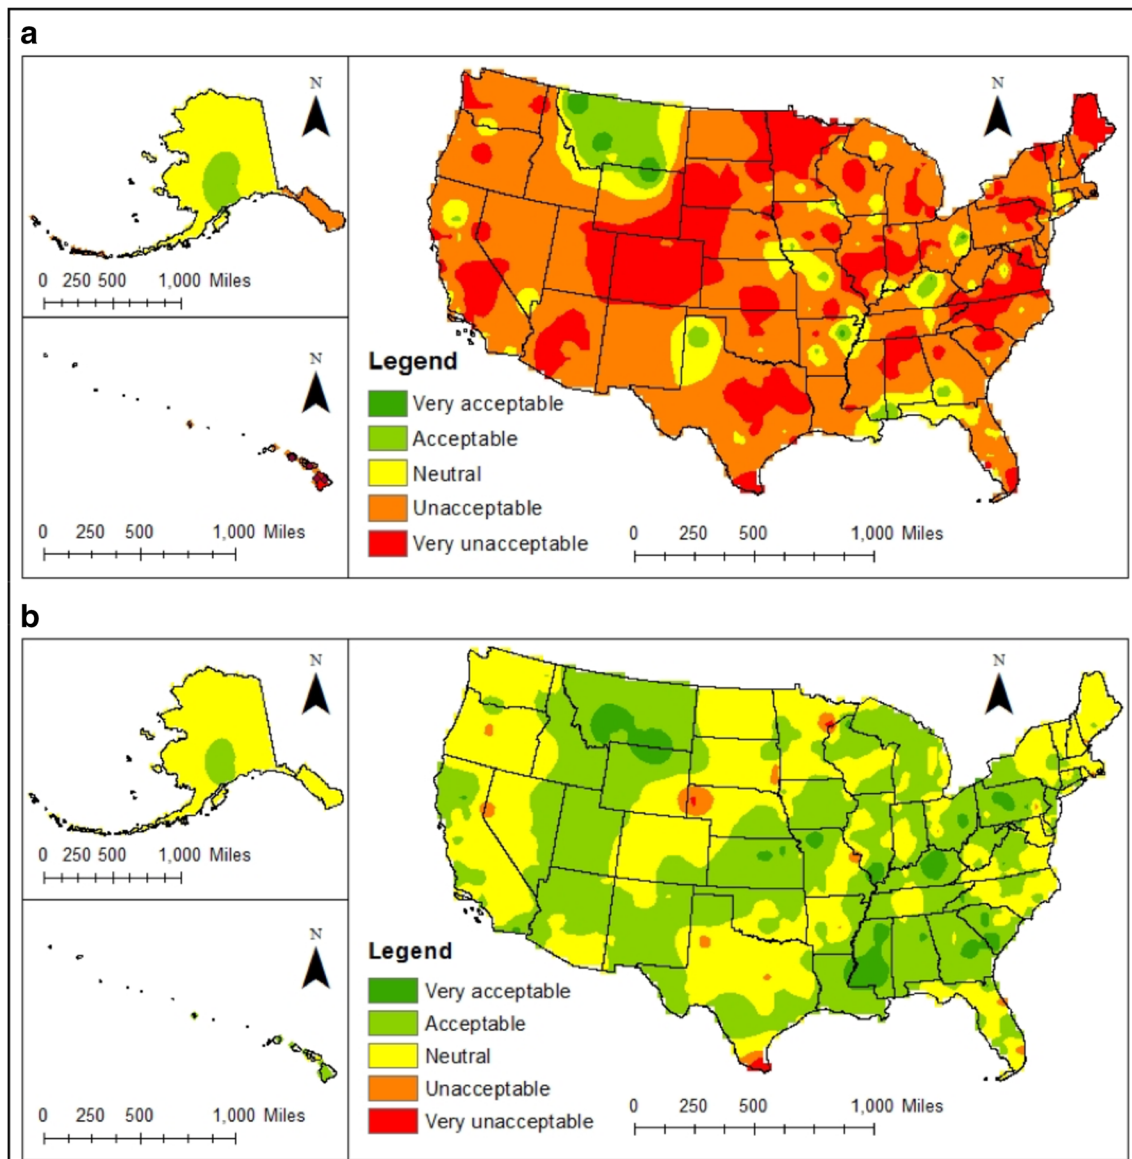 a
N
0 250 500 1,000 Miles
N
0 250 500 1,000 Miles
N
Legend
Very acceptable
Acceptable
Neutral
Unacceptable
Very unacceptable
0 250 500 1,000 Miles
b
N
0 250 500 1,000 Miles
N
0 250 500 1,000 Miles
N
Legend
Very acceptable
Acceptable
Neutral
Unacceptable
Very unacceptable
0 250 500 1,000 Miles